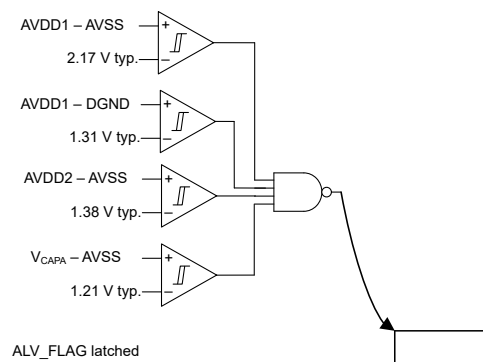 AVDD1 – AVSS
+
2.17 V typ.
–
AVDD1 – DGND
+
1.31 V typ.
–
AVDD2 – AVSS
+
1.38 V typ.
–
VCAPA – AVSS
+
1.21 V typ.
–
ALV_FLAG latched